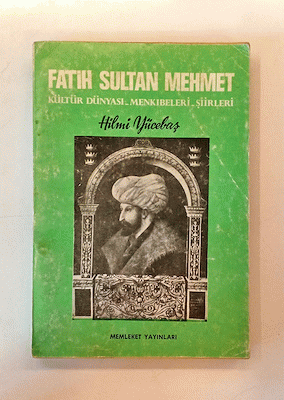 FATİH SULTAN MEHMET
KÜLTÜR DÜNYASI - MENKIBELERİ - ŞİİRLERİ
Hilmi Yücebaş
MEMLEKET YAYINLARI